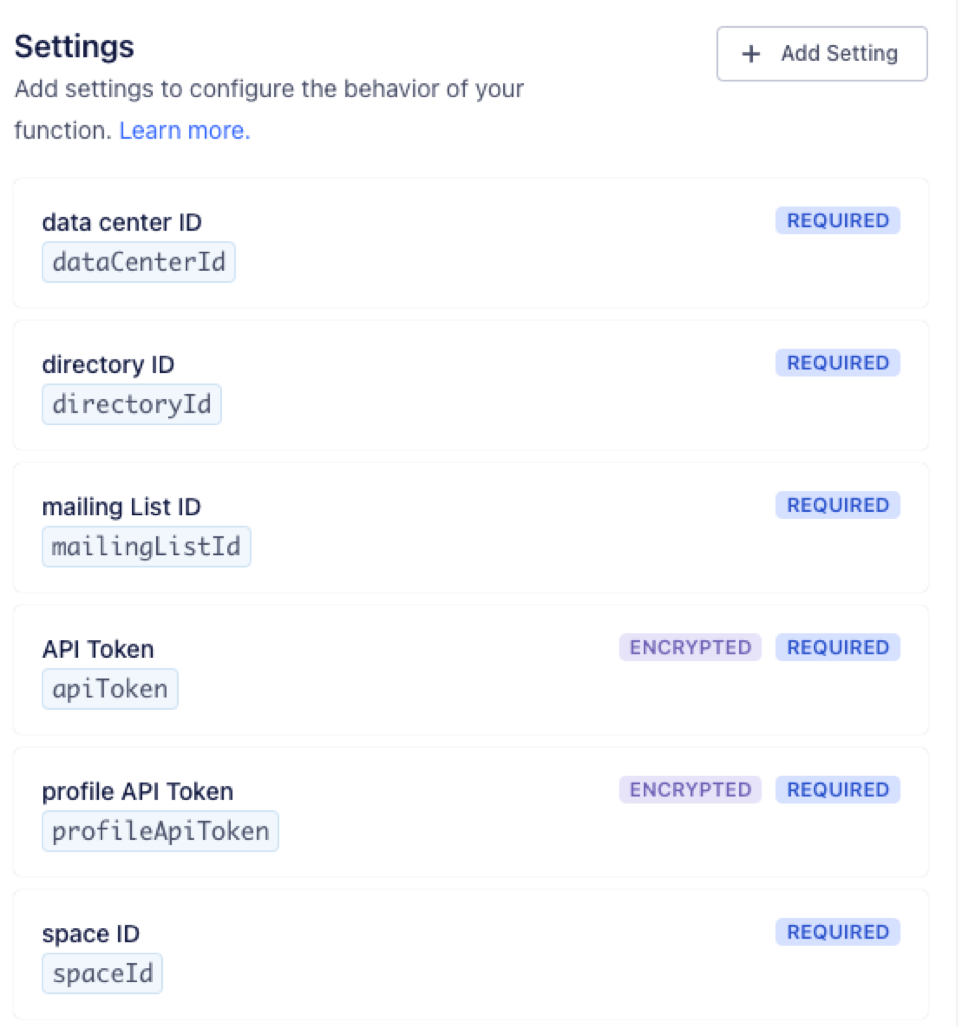 Settings
+ Add Setting
Add settings to configure the behavior of your
function. Learn more.
data center ID
REQUIRED
dataCenterId
directory ID
REQUIRED
directoryId
mailing List ID
REQUIRED
mailingListId
API Token
ENCRYPTED REQUIRED
apiToken
profile API Token
ENCRYPTED REQUIRED
profileApiToken
space ID
REQUIRED
spaceId